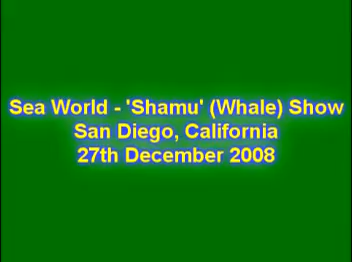 Sea World - 'Shamu' (Whale) Show
San Diego, California
27th December 2008